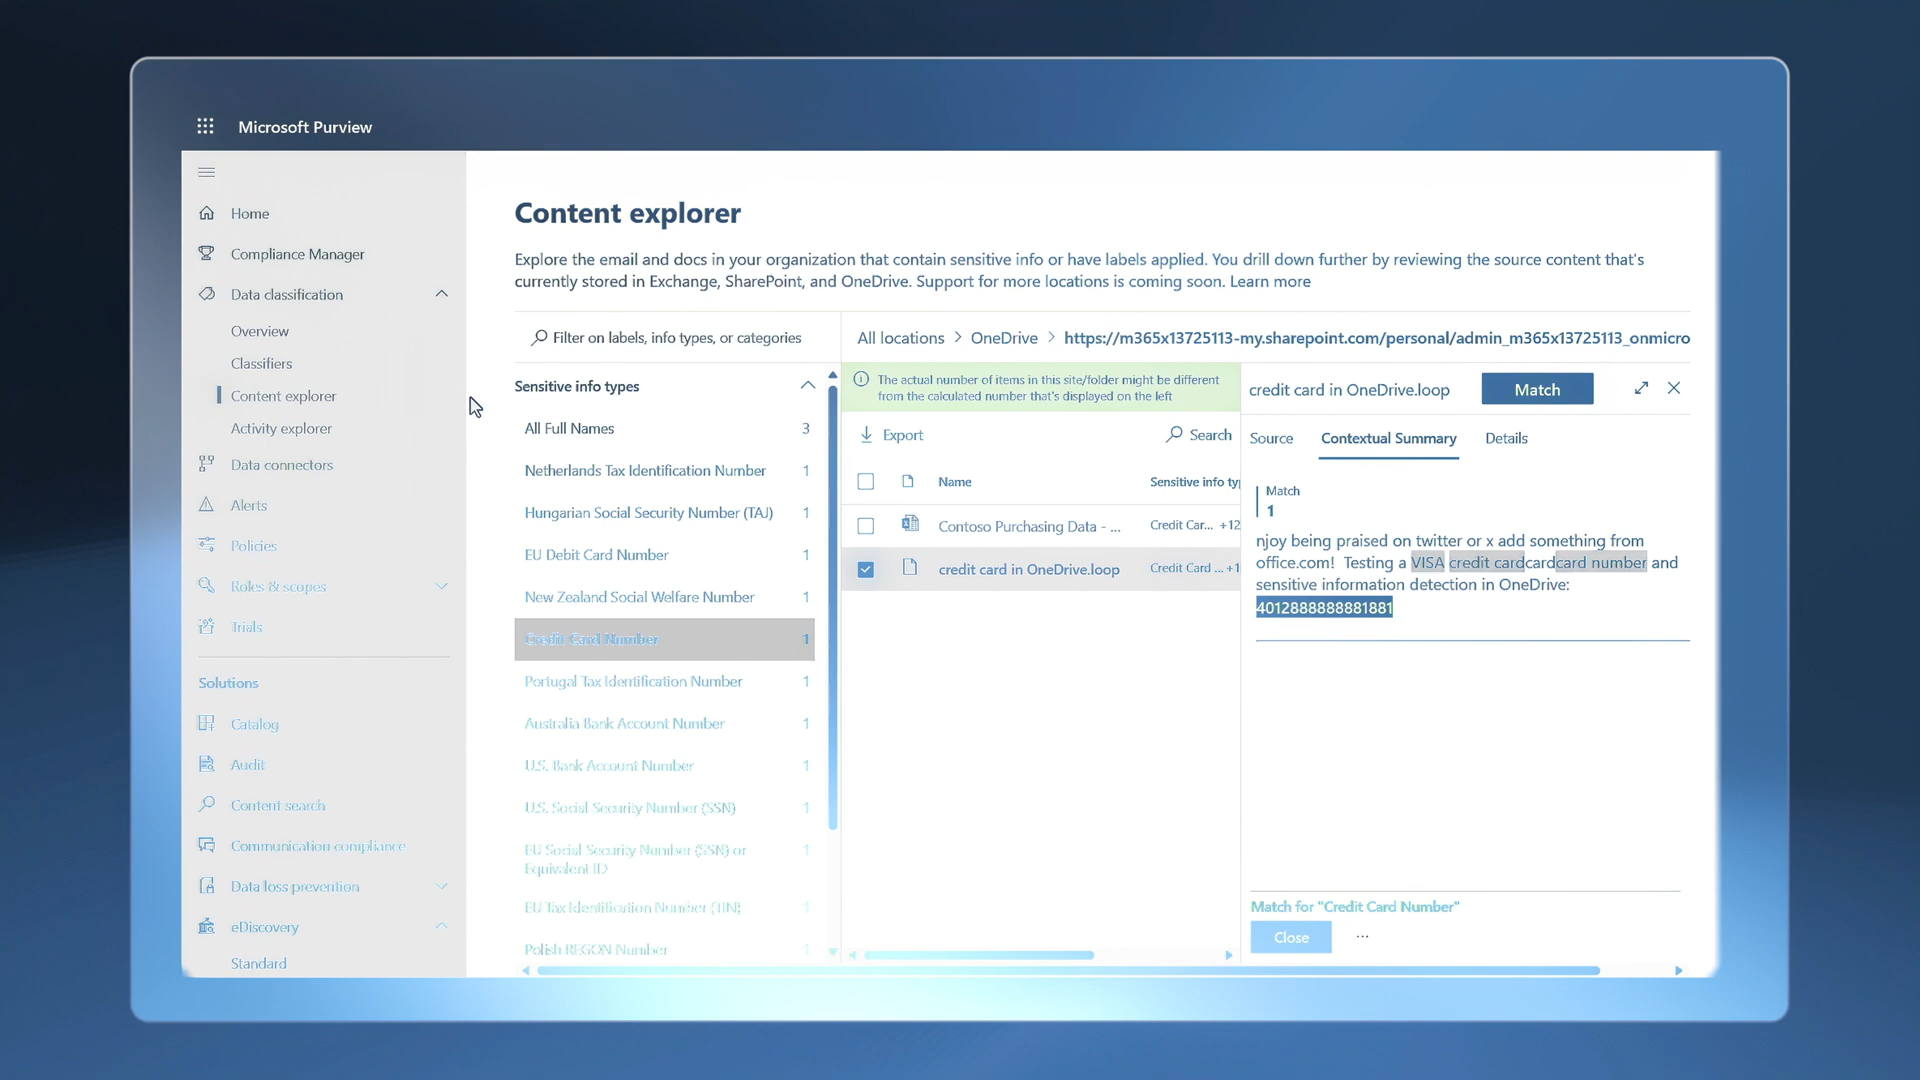 Microsoft Purview
Home
Compliance Manager
Data classification
Overview
Classifiers
Content explorer
Activity explorer
Data connectors
Alerts
Policies
Roles & scopes
Trials
Solutions
Catalog
Audit
Content search
Communication compliance
Data loss prevention
eDiscovery
Standard
Content explorer
Explore the email and docs in your organization that contain sensitive info or have labels applied. You drill down further by reviewing the source content that's
currently stored in Exchange, SharePoint, and OneDrive. Support for more locations is coming soon. Learn more
Filter on labels, info types, or categories
Sensitive info types
All Full Names 3
Netherlands Tax Identification Number 1
Hungarian Social Security Number (TAJ) 1
EU Debit Card Number 1
New Zealand Social Welfare Number 1
Credit Card Number 1
Portugal Tax Identification Number 1
Australia Bank Account Number 1
U.S. Bank Account Number 1
U.S. Social Security Number (SSN) 1
EU Social Security Number (SSN) or 1
Equivalent ID
EU Tax Identification Number (TIN) 1
Polish REGON Number 1
All locations > OneDrive > https://m365x13725113-my.sharepoint.com/personal/admin_m365x13725113_onmicro
The actual number of items in this site/folder might be different
from the calculated number that's displayed on the left
Export Search
Name Sensitive info ty
Contoso Purchasing Data - ... Credit Car... +12
credit card in OneDrive.loop Credit Card ... +1
credit card in OneDrive.loop Match
Source Contextual Summary Details
Match
1
njoy being praised on twitter or x add something from
office.com! Testing a VISA credit cardcardcard number and
sensitive information detection in OneDrive:
4012888888881881
Match for "Credit Card Number"
Close ...